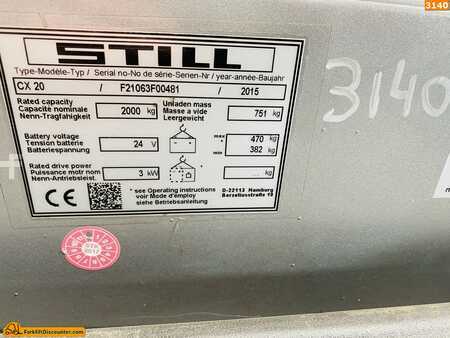 3140
STILL
Type-Modèle-Typ / Serial no-No de série-Serien-Nr / year-année-Baujahr
CX 20 / F21063F00481 / 2015
Rated capacity
Capacité nominale
Nenn-Tragfähigkeit
2000 kg
Unladen mass
Masse a vide
Leergewicht
751 kg
Battery voltage
Tension batterie
Batteriespannung
24 V
max 470 kg
min 382 kg
Rated drive power
Puissance motr nom
Nenn-Antriebsleist.
3 kW
* see Operating instructions
voir Mode d'employ
siehe Betriebsanleitung
D-22113 Hamburg
Berzeliusstraße 10
CE
3140
ForkliftDiscounter.com